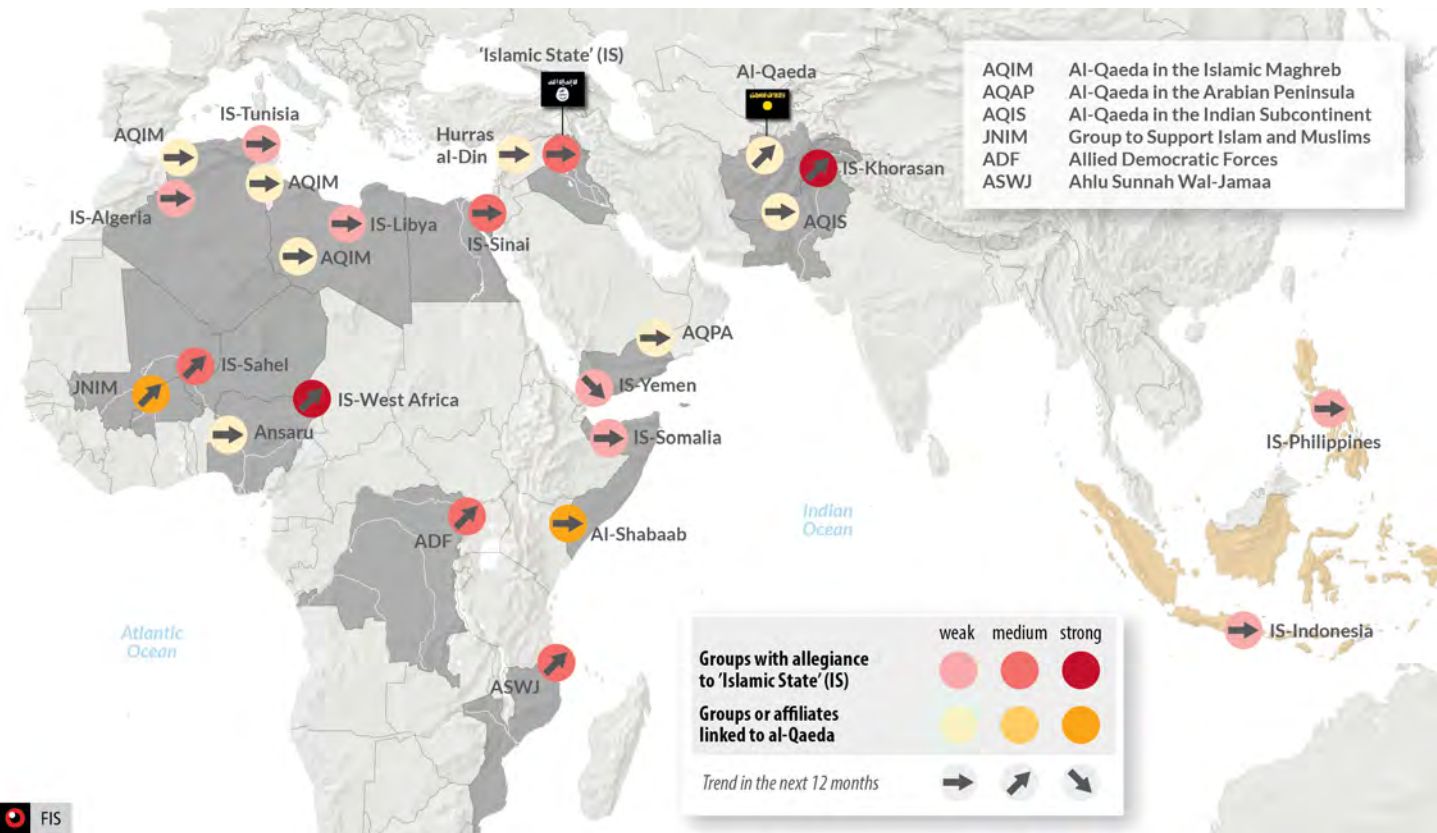 'Islamic State' (IS)
Al-Qaeda
AQIM Al-Qaeda in the Islamic Maghreb
AQAP Al-Qaeda in the Arabian Peninsula
AQIS Al-Qaeda in the Indian Subcontinent
JNIM Group to Support Islam and Muslims
ADF Allied Democratic Forces
ASWJ Ahlu Sunnah Wal-Jamaa
IS-Tunisia
AQIM
Hurras
al-Din
IS-Khorasan
AQIM
IS-Algeria
IS-Libya
AQIS
IS-Sinai
AQIM
AQPA
IS-Sahel
JNIM
IS-Yemen
IS-West Africa
Ansaru
IS-Somalia
IS-Philippines
Indian
Ocean
Al-Shabaab
ADF
Atlantic
Ocean
IS-Indonesia
ASWJ
weak medium strong
Groups with allegiance
to 'Islamic State' (IS)
Groups or affiliates
linked to al-Qaeda
Trend in the next 12 months
FIS